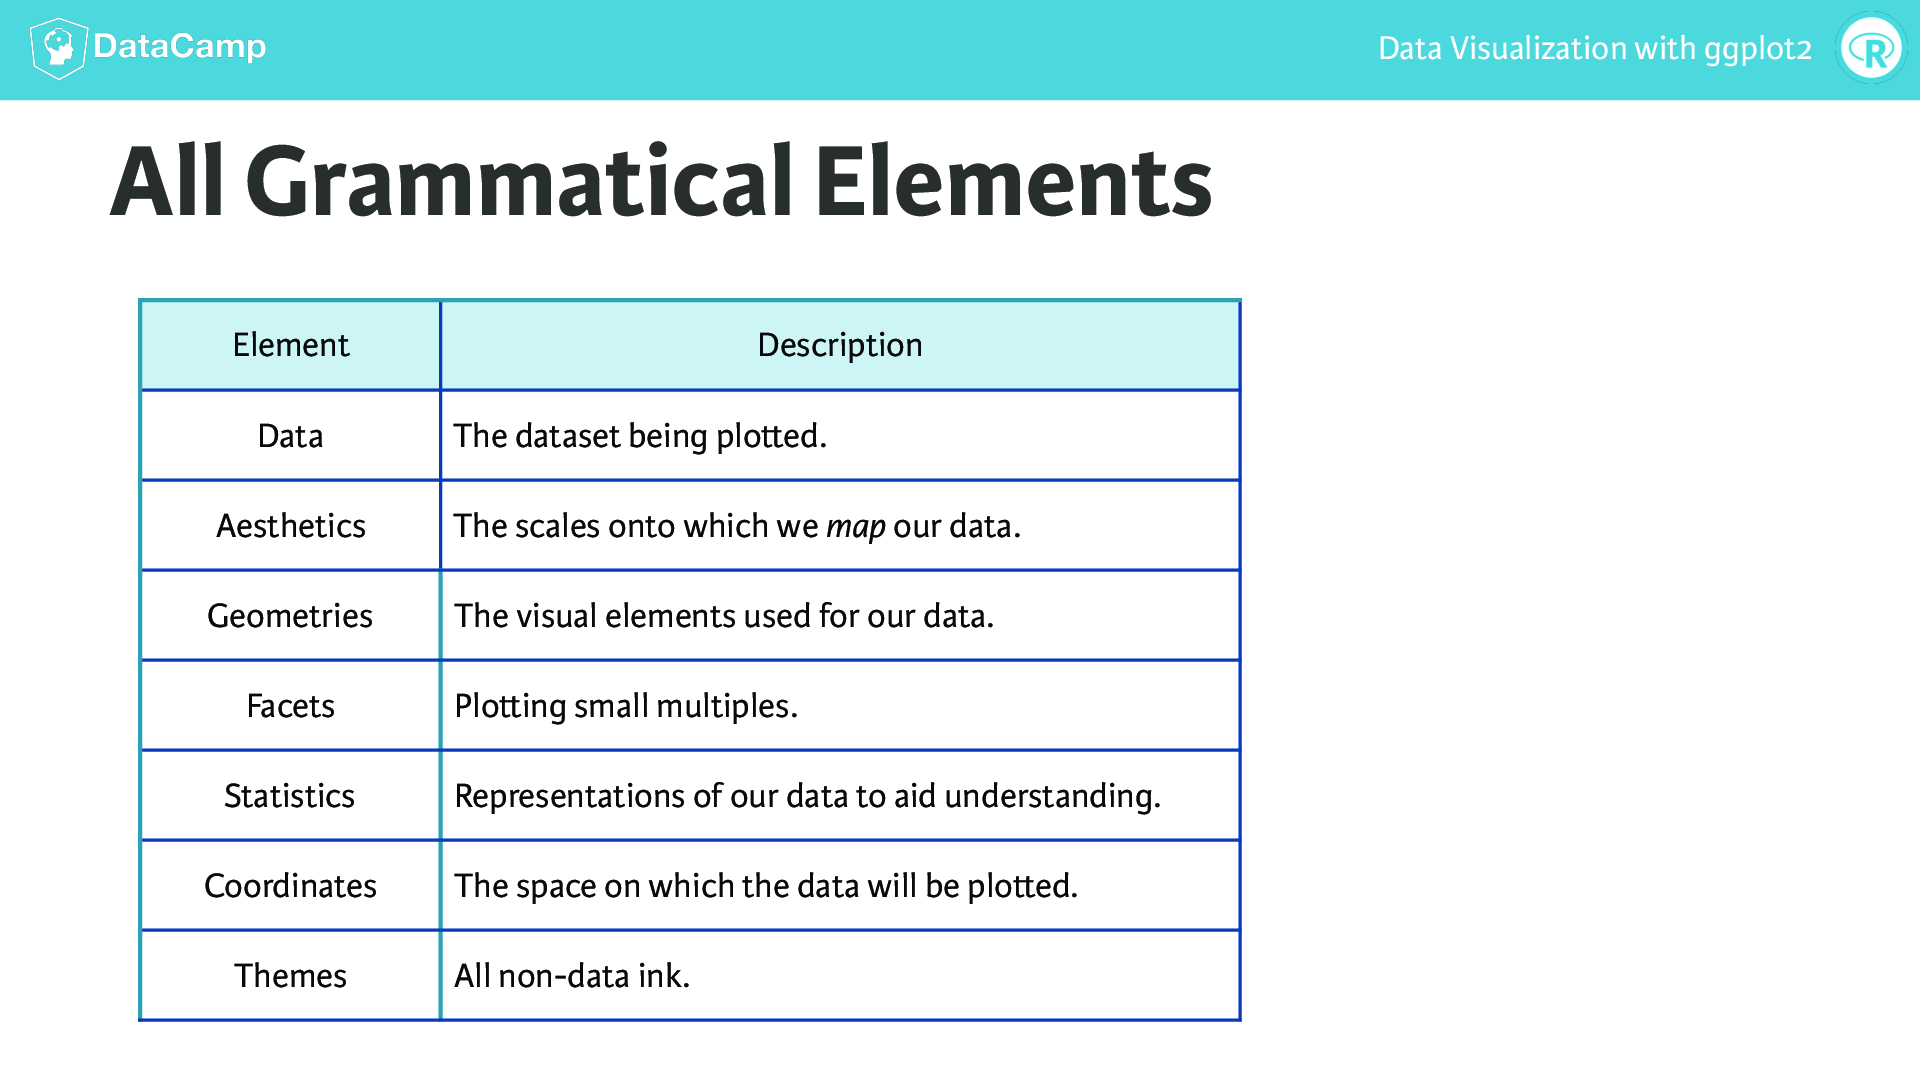 DataCamp
Data Visualization with ggplot2
R
All Grammatical Elements
Element Description
Data The dataset being plotted.
Aesthetics The scales onto which we map our data.
Geometries The visual elements used for our data.
Facets Plotting small multiples.
Statistics Representations of our data to aid understanding.
Coordinates The space on which the data will be plotted.
Themes All non-data ink.